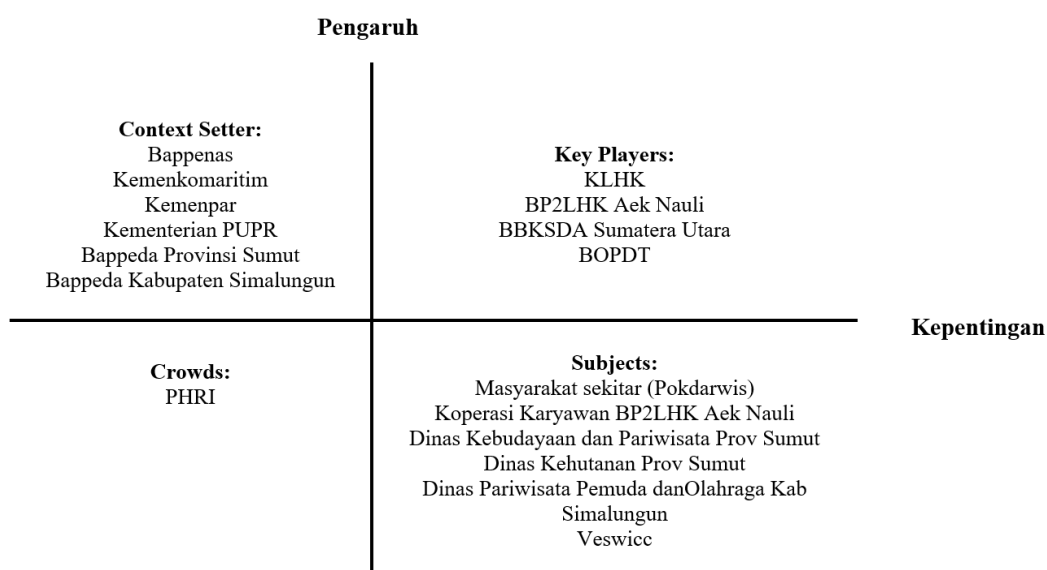 Pengaruh
Context Setter:
Bappenas
Kemenkomaritim
Kemenpar
Kementerian PUPR
Bappeda Provinsi Sumut
Bappeda Kabupaten Simalungun
Key Players:
KLHK
BP2LHK Aek Nauli
BBKSDA Sumatera Utara
BOPDT
Kepentingan
Crowds:
PHRI
Subjects:
Masyarakat sekitar (Pokdarwis)
Koperasi Karyawan BP2LHK Aek Nauli
Dinas Kebudayaan dan Pariwisata Prov Sumut
Dinas Kehutanan Prov Sumut
Dinas Pariwisata Pemuda danOlahraga Kab
Simalungun
Veswicc